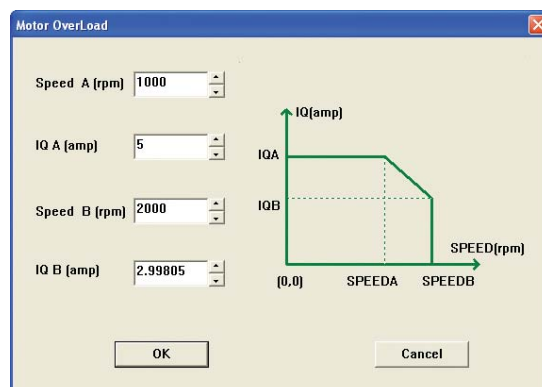 Motor OverLoad
Speed A (rpm) 1000
IQ A (amp) 5
Speed B (rpm) 2000
IQ B (amp) 2.99805
IQ(amp)
IQA
IQB
SPEED(rpm)
(0,0) SPEEDA SPEEDB
OK Cancel